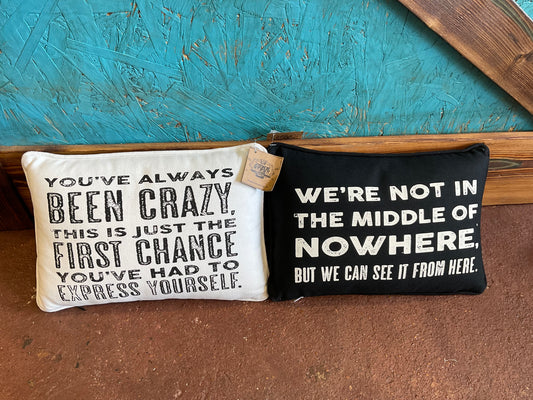 YOU'VE ALWAYS
BEEN CRAZY,
THIS IS JUST THE
FIRST CHANCE
YOU'VE HAD TO
EXPRESS YOURSELF.
WE'RE NOT IN
THE MIDDLE OF
NOWHERE,
BUT WE CAN SEE IT FROM HERE.